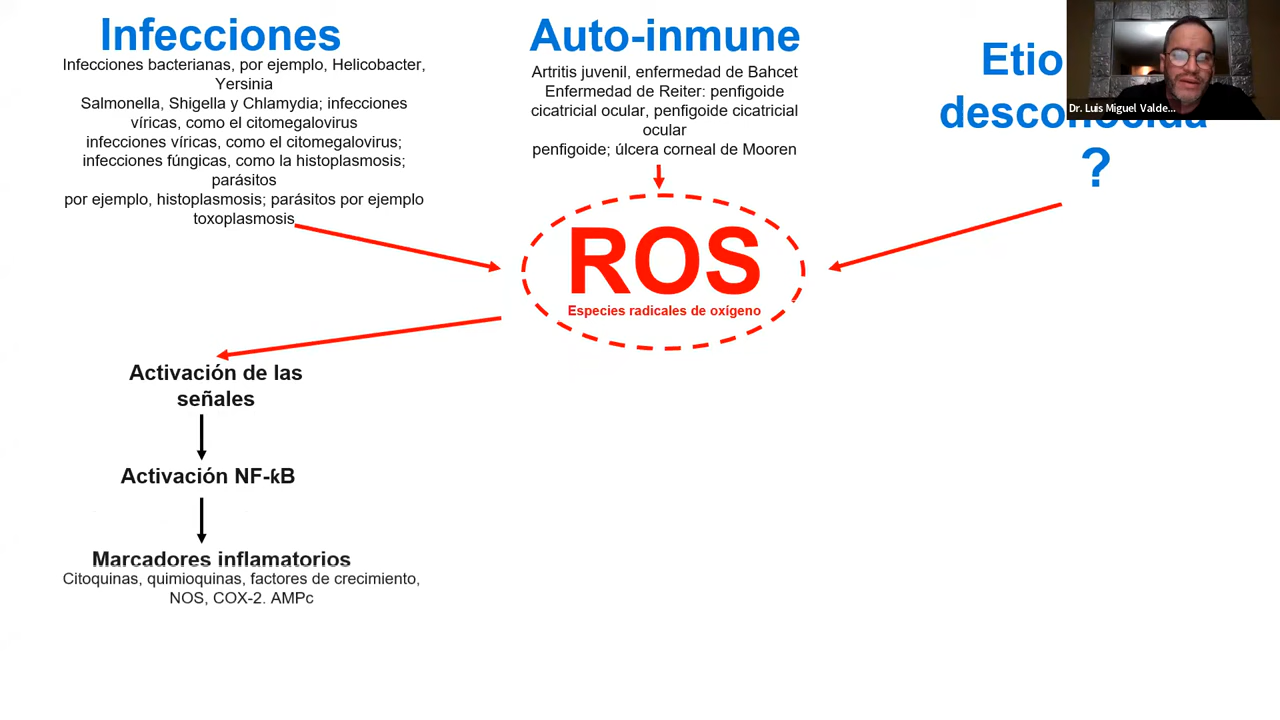 Infecciones
Infecciones bacterianas, por ejemplo, Helicobacter,
Yersinia
Salmonella, Shigella y Chlamydia; infecciones
víricas, como el citomegalovirus
infecciones víricas, como el citomegalovirus;
infecciones fúngicas, como la histoplasmosis;
parásitos
por ejemplo, histoplasmosis; parásitos por ejemplo
toxoplasmosis
Auto-inmune
Artritis juvenil, enfermedad de Bahcet
Enfermedad de Reiter: penfigoide
cicatricial ocular, penfigoide cicatricial
ocular
penfigoide; úlcera corneal de Mooren
Etio
desconocida
?
Dr. Luis Miguel Valde...
ROS
Especies radicales de oxígeno
Activación de las
señales
Activación NF-ƙB
Marcadores inflamatorios
Citoquinas, quimioquinas, factores de crecimiento,
NOS, COX-2. AMPc